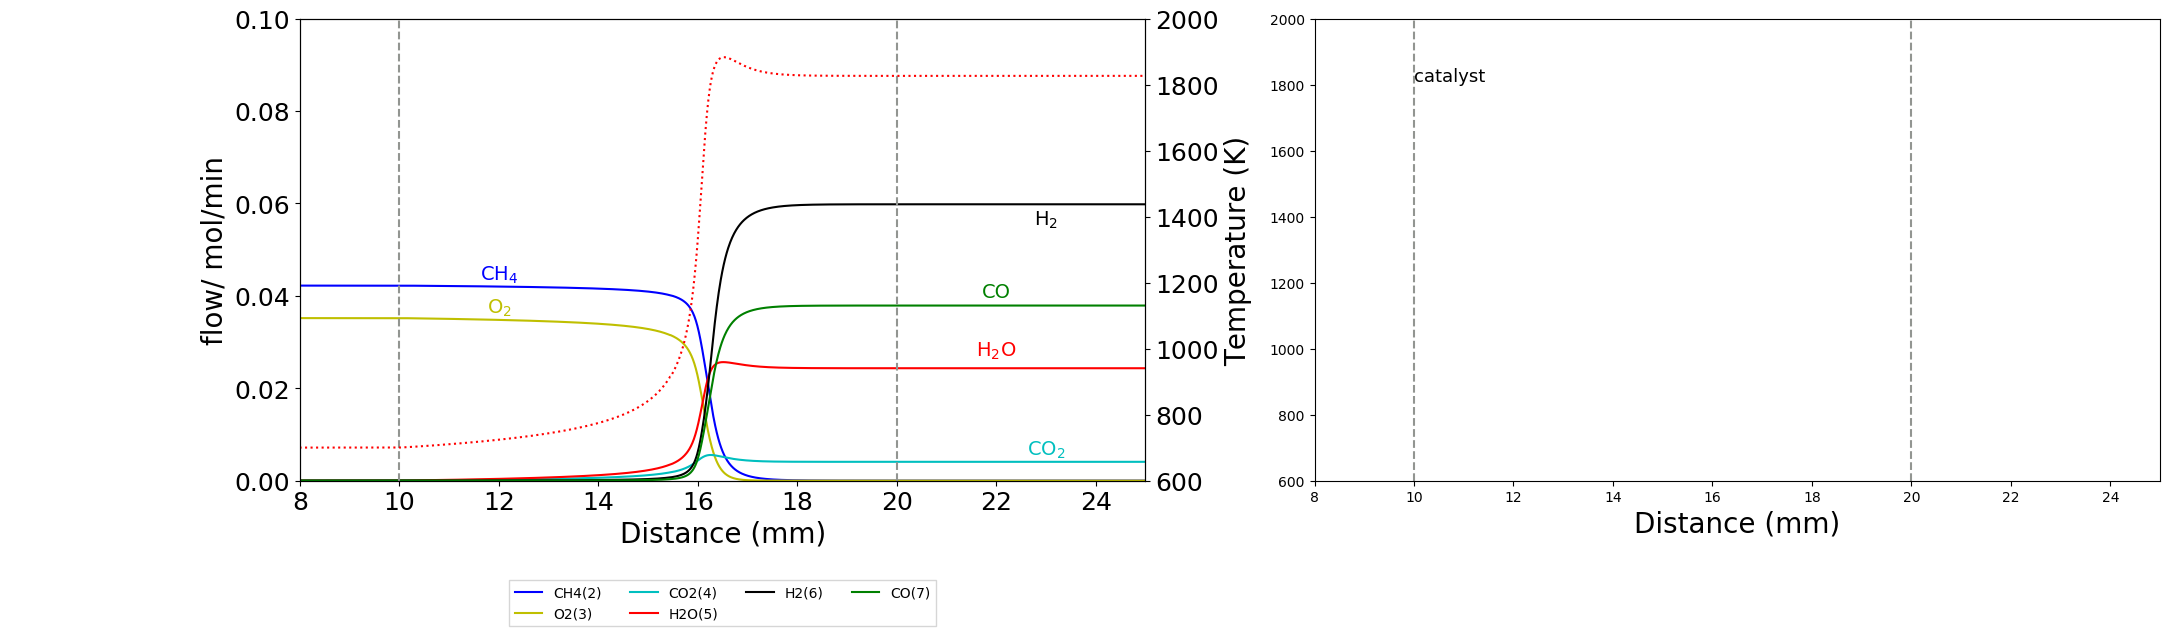 0.10
0.08
0.06
0.04
0.02
0.00
flow/ mol/min
8 10 12 14 16 18 20 22 24
Distance (mm)
CH₄
O₂
H₂
CO
H₂O
CO₂
2000
1800
1600
1400
1200
1000
800
600
Temperature (K)
CH4(2) CO2(4) H2(6) CO(7)
O2(3) H2O(5)
2000
1800
1600
1400
1200
1000
800
600
catalyst
8 10 12 14 16 18 20 22 24
Distance (mm)